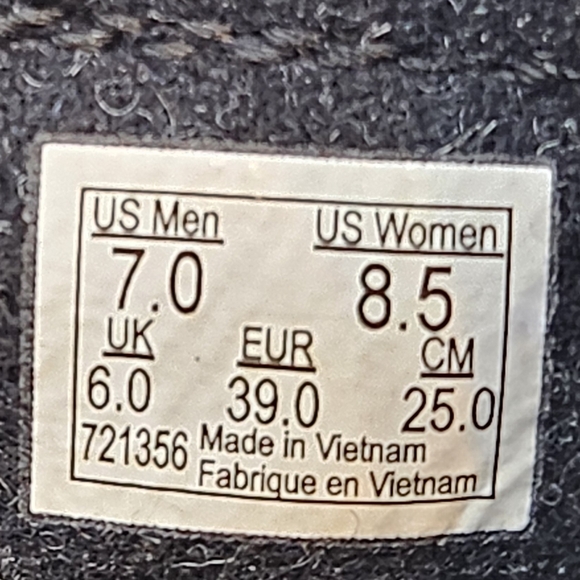 US Men US Women
7.0 8.5
UK EUR CM
6.0 39.0 25.0
721356 Made in Vietnam
Fabrique en Vietnam